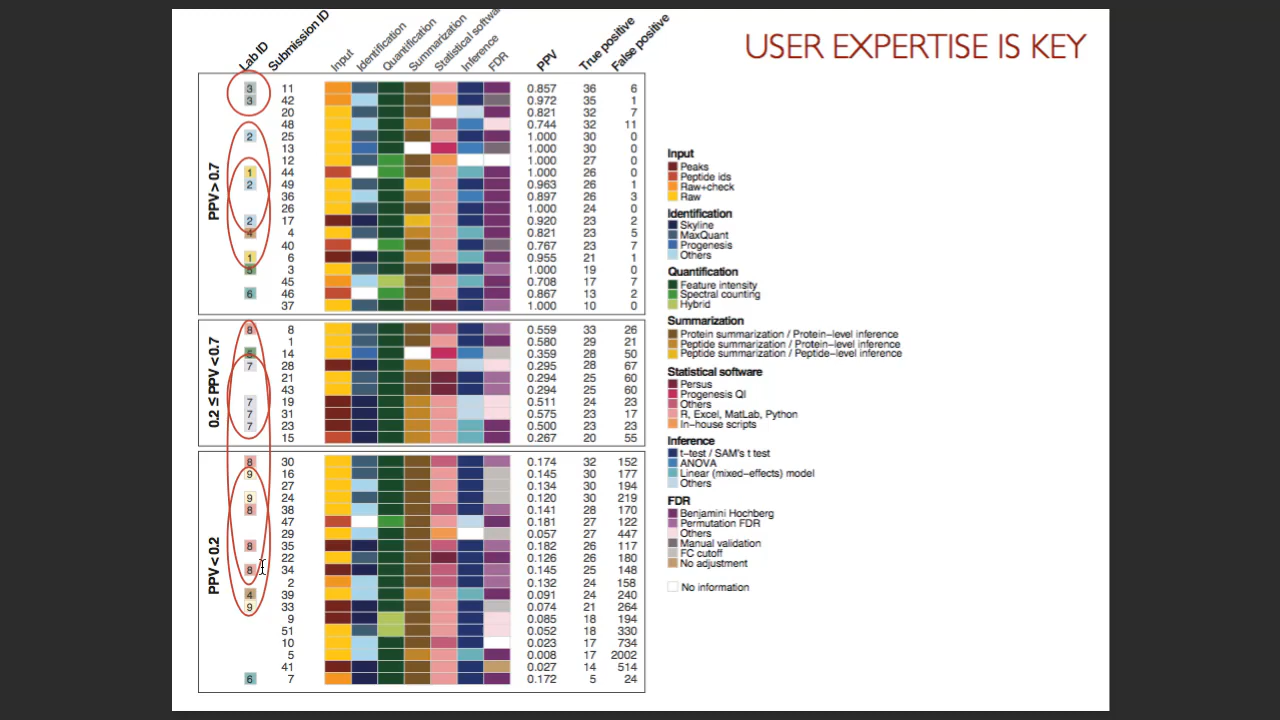 USER EXPERTISE IS KEY
Lab ID Submission ID Input Identification Quantification Summarization Statistical Inference FDR PPV True positive False positive
PPV > 0.7
3 11 0.857 36 6
3 42 0.972 35 1
20 0.821 32 7
48 0.744 32 11
2 25 1.000 30 0
13 1.000 30 0
12 1.000 27 0
1 44 1.000 26 0
2 49 0.963 26 1
36 0.897 26 3
26 1.000 24 0
2 17 0.920 23 2
4 4 0.821 23 5
40 0.767 23 7
1 6 0.955 21 1
5 3 1.000 19 0
45 0.708 17 7
6 46 0.867 13 2
37 1.000 10 0
0.2 ≤ PPV < 0.7
8 8 0.559 33 26
1 0.580 29 21
5 14 0.359 28 50
7 28 0.295 28 67
21 0.294 25 60
43 0.294 25 60
7 19 0.511 24 23
7 31 0.575 23 17
7 23 0.500 23 23
15 0.267 20 55
PPV < 0.2
8 30 0.174 32 152
9 16 0.145 30 177
27 0.134 30 194
9 24 0.120 30 219
8 38 0.141 28 170
47 0.181 27 122
29 0.057 27 447
8 35 0.182 26 117
22 0.126 26 180
8 34 0.145 25 148
2 0.132 24 158
4 39 0.091 24 240
9 33 0.074 21 264
9 0.085 18 194
51 0.052 18 330
10 0.023 17 734
5 0.008 17 2002
41 0.027 14 514
6 7 0.172 5 24
Input
Peaks
Peptide ids
Raw+check
Raw
Identification
Skyline
MaxQuant
Progenesis
Others
Quantification
Feature intensity
Spectral counting
Hybrid
Summarization
Protein summarization / Protein-level inference
Peptide summarization / Protein-level inference
Peptide summarization / Peptide-level inference
Statistical software
Persus
Progenesis QI
Others
R, Excel, MatLab, Python
In-house scripts
Inference
t-test / SAM's t test
ANOVA
Linear (mixed-effects) model
Others
FDR
Benjamini Hochberg
Permutation FDR
Others
Manual validation
FC cutoff
No adjustment
No information